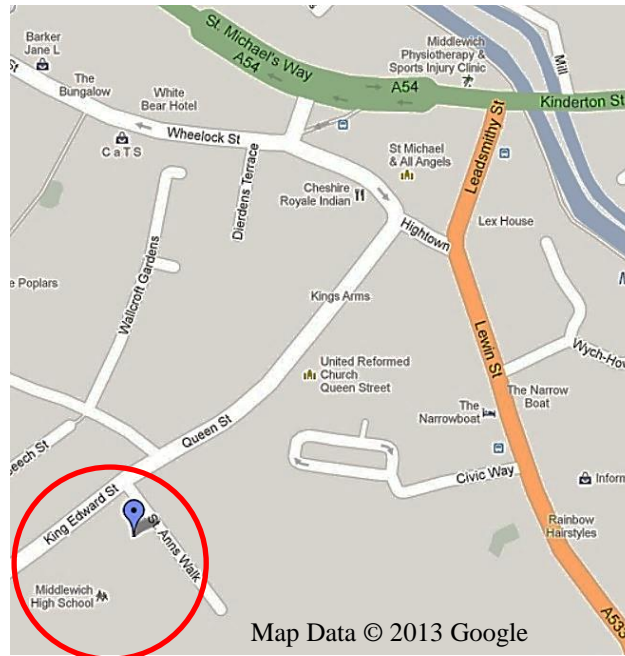 Barker
Jane L
St. Michael's Way
A54
Middlewich
Physiotherapy &
Sports Injury Clinic
Mill
A54
Kinderton St
St
The
Bungalow
White
Bear Hotel
Wheelock St
C a T S
St Michael
& All Angels
Leadsmithy St
Dierdens Terrace
Cheshire
Royale Indian
Lex House
Hightown
e Poplars
Wallcroft Gardens
Kings Arms
Lewin St
Wych-Ho
United Reformed
Church
Queen Street
The Narrow
Boat
The
Narrowboat
Queen St
eech St
Civic Way
Inform
King Edward St
St. Anns Walk
Rainbow
Hairstyles
Middlewich
High School
A533
Map Data © 2013 Google